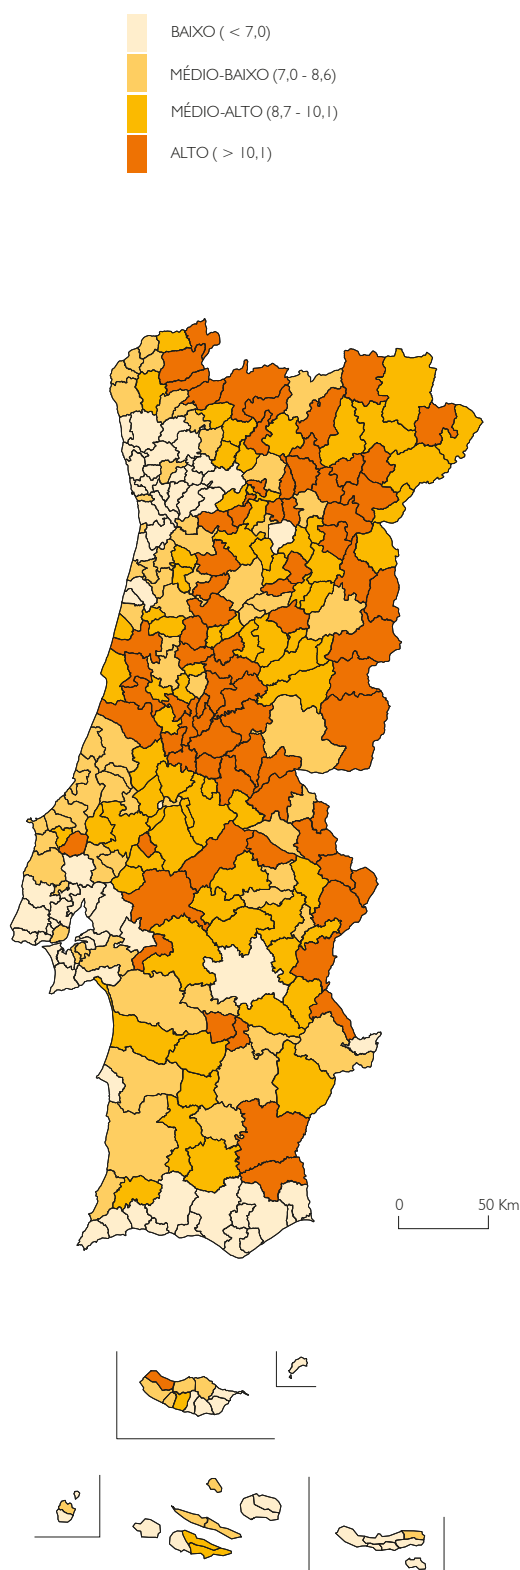 BAIXO ( < 7,0)
MÉDIO-BAIXO (7,0 - 8,6)
MÉDIO-ALTO (8,7 - 10,1)
ALTO ( > 10,1)
0 50 Km